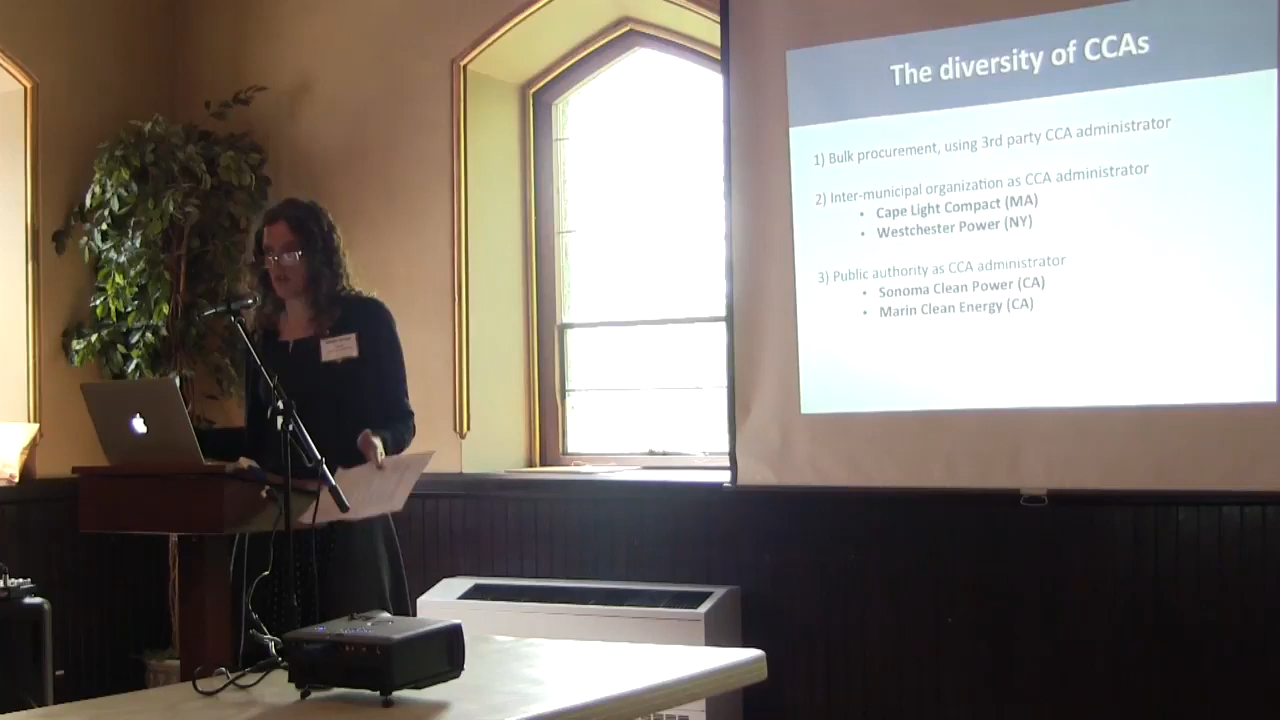 The diversity of CCAs
1) Bulk procurement, using 3rd party CCA administrator
2) Inter-municipal organization as CCA administrator
• Cape Light Compact (MA)
• Westchester Power (NY)
3) Public authority as CCA administrator
• Sonoma Clean Power (CA)
• Marin Clean Energy (CA)